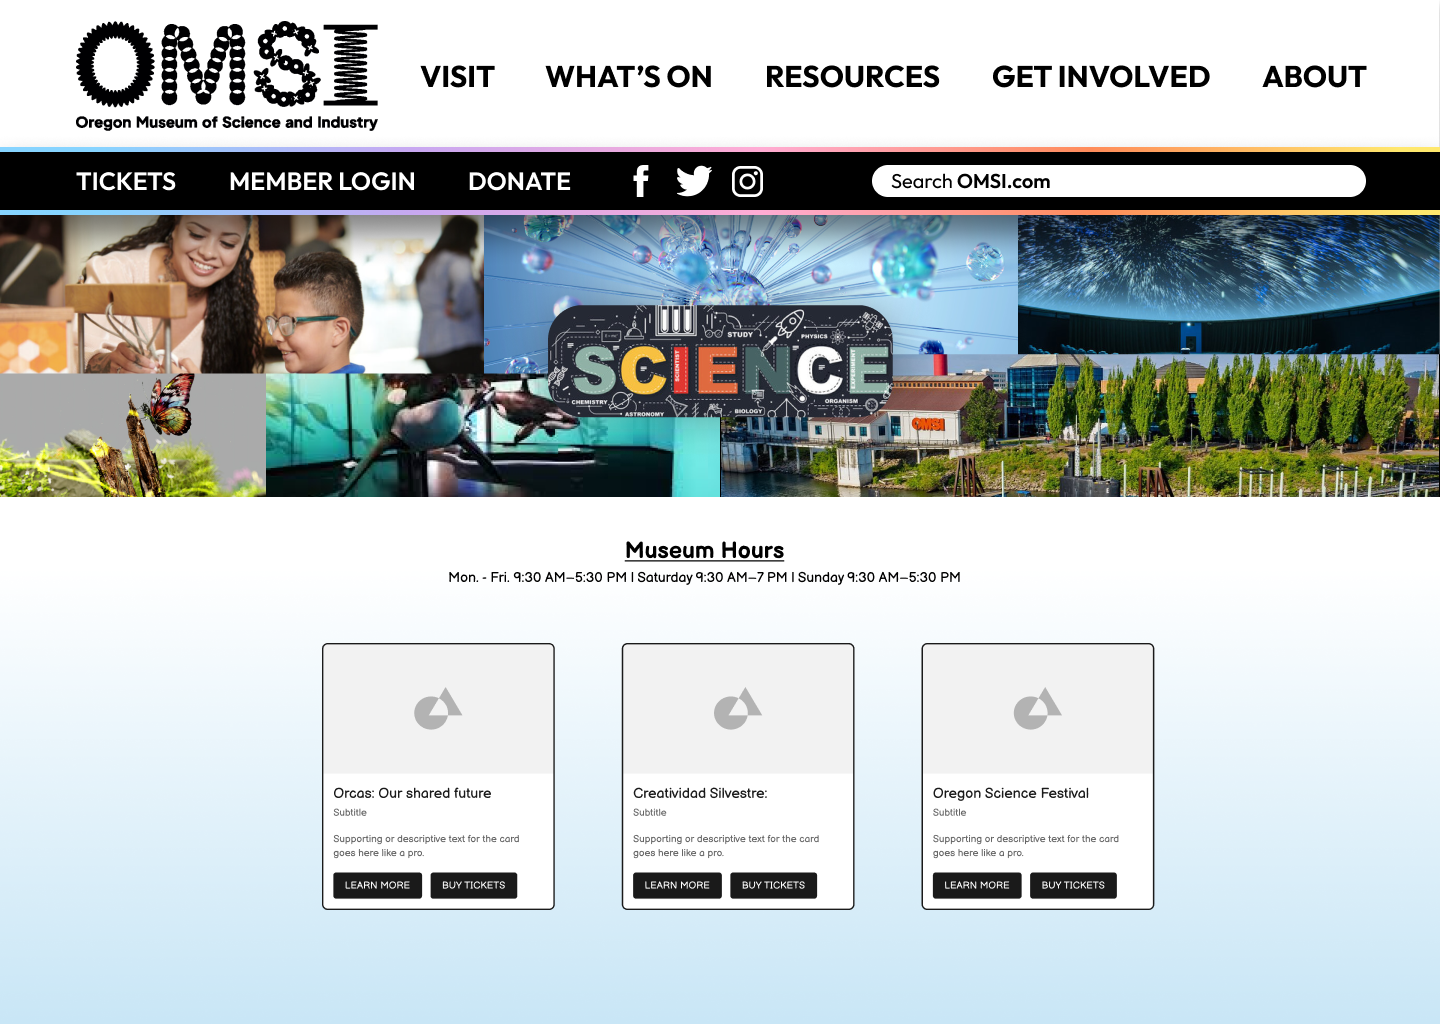 OMSI
Oregon Museum of Science and Industry
VISIT
WHAT'S ON
RESOURCES
GET INVOLVED
ABOUT
TICKETS
MEMBER LOGIN
DONATE
Search OMSI.com
STUDY
PHYSICS
SCIENCE
SCIENTIST
CHEMISTRY
ASTRONOMY
BIOLOGY
ORGANISM
OMSI
Museum Hours
Mon. - Fri. 9:30 AM–5:30 PM | Saturday 9:30 AM–7 PM | Sunday 9:30 AM–5:30 PM
Orcas: Our shared future
Subtitle
Supporting or descriptive text for the card
goes here like a pro.
LEARN MORE
BUY TICKETS
Creatividad Silvestre:
Subtitle
Supporting or descriptive text for the card
goes here like a pro.
LEARN MORE
BUY TICKETS
Oregon Science Festival
Subtitle
Supporting or descriptive text for the card
goes here like a pro.
LEARN MORE
BUY TICKETS